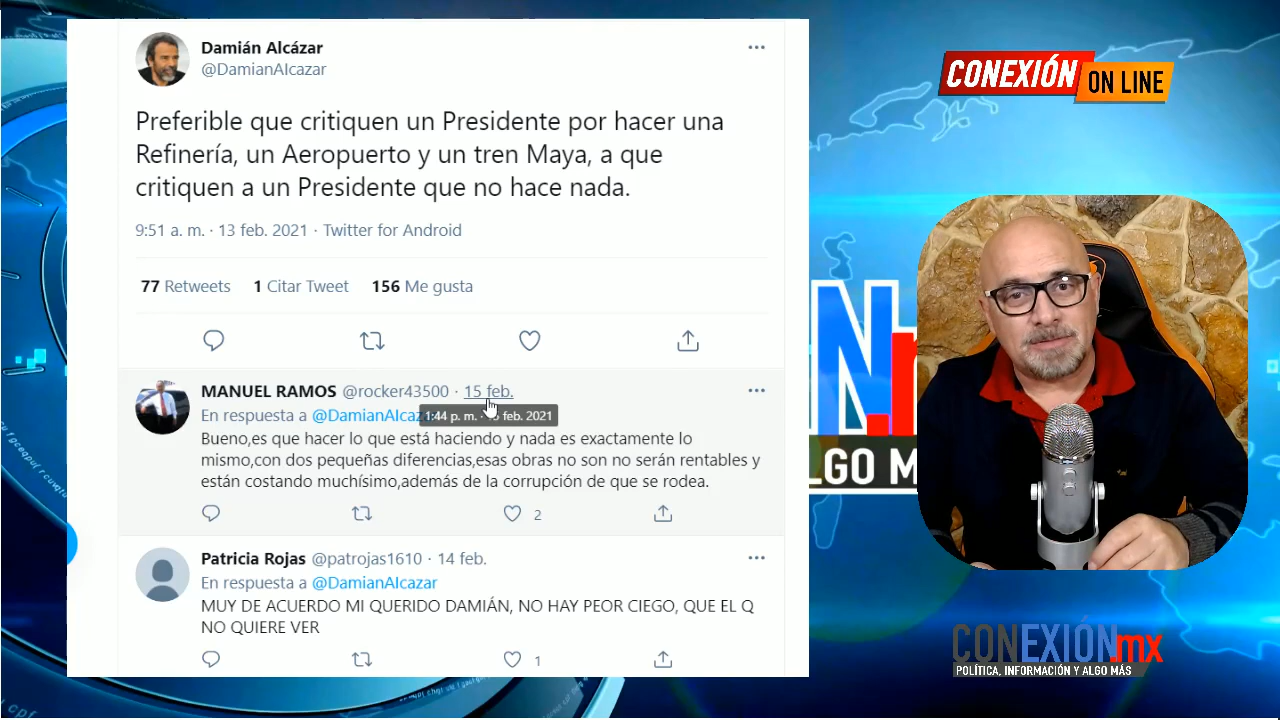 Damián Alcázar
@DamianAlcazar
Preferible que critiquen un Presidente por hacer una
Refinería, un Aeropuerto y un tren Maya, a que
critiquen a un Presidente que no hace nada.
9:51 a. m. · 13 feb. 2021 · Twitter for Android
77 Retweets 1 Citar Tweet 156 Me gusta
MANUEL RAMOS @rocker43500 · 15 feb.
En respuesta a @DamianAlcaz
1:44 p. m. · feb. 2021
Bueno,es que hacer lo que está haciendo y nada es exactamente lo
mismo,con dos pequeñas diferencias,esas obras no son no serán rentables y
están costando muchísimo,además de la corrupción de que se rodea.
2
Patricia Rojas @patrojas1610 · 14 feb.
En respuesta a @DamianAlcazar
MUY DE ACUERDO MI QUERIDO DAMIÁN, NO HAY PEOR CIEGO, QUE EL Q
NO QUIERE VER
1
CONEXIÓN
ON LINE
N.
LGO M
CONEXIÓN.mx
POLÍTICA, INFORMACIÓN Y ALGO MÁS